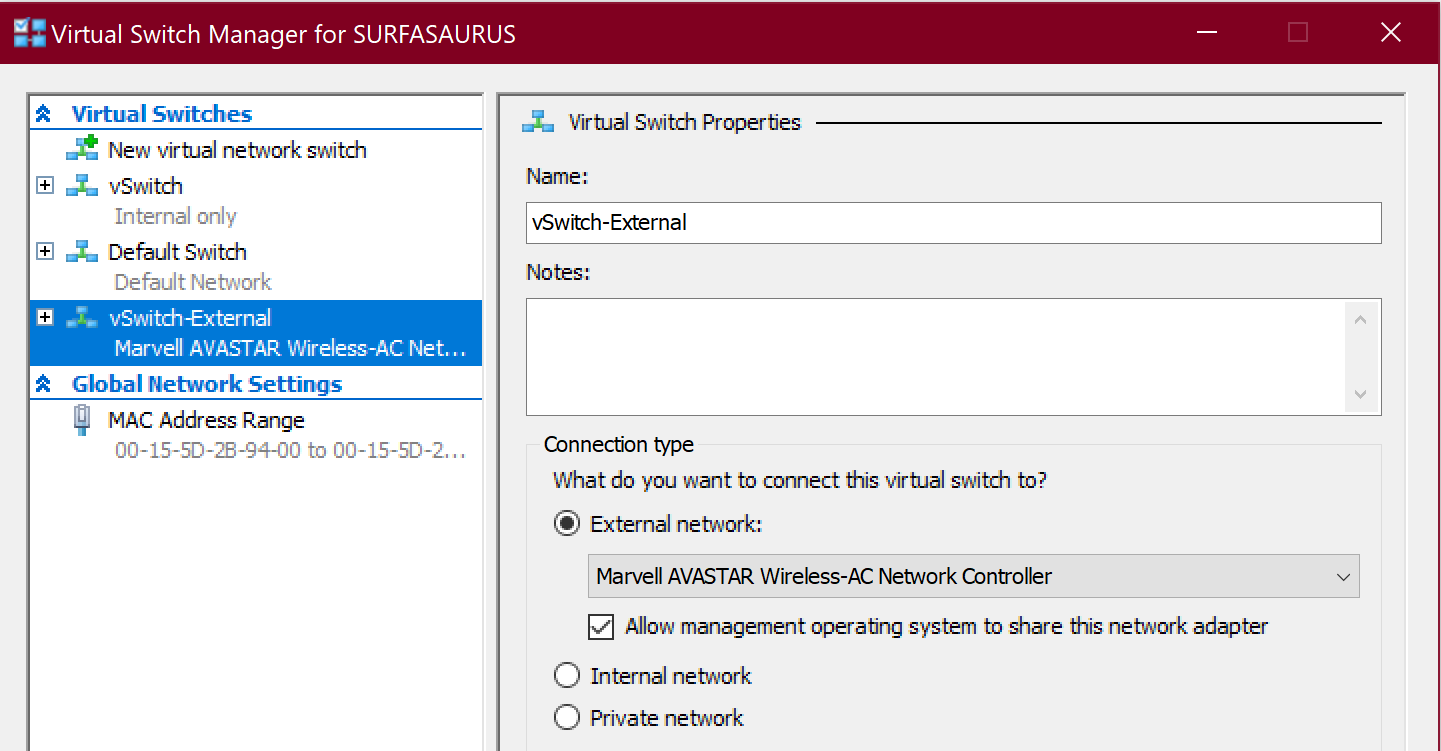 Virtual Switch Manager for SURFASAURUS
Virtual Switches
New virtual network switch
vSwitch
Internal only
Default Switch
Default Network
vSwitch-External
Marvell AVASTAR Wireless-AC Net...
Global Network Settings
MAC Address Range
00-15-5D-2B-94-00 to 00-15-5D-2...
Virtual Switch Properties
Name:
vSwitch-External
Notes:
Connection type
What do you want to connect this virtual switch to?
External network:
Marvell AVASTAR Wireless-AC Network Controller
Allow management operating system to share this network adapter
Internal network
Private network